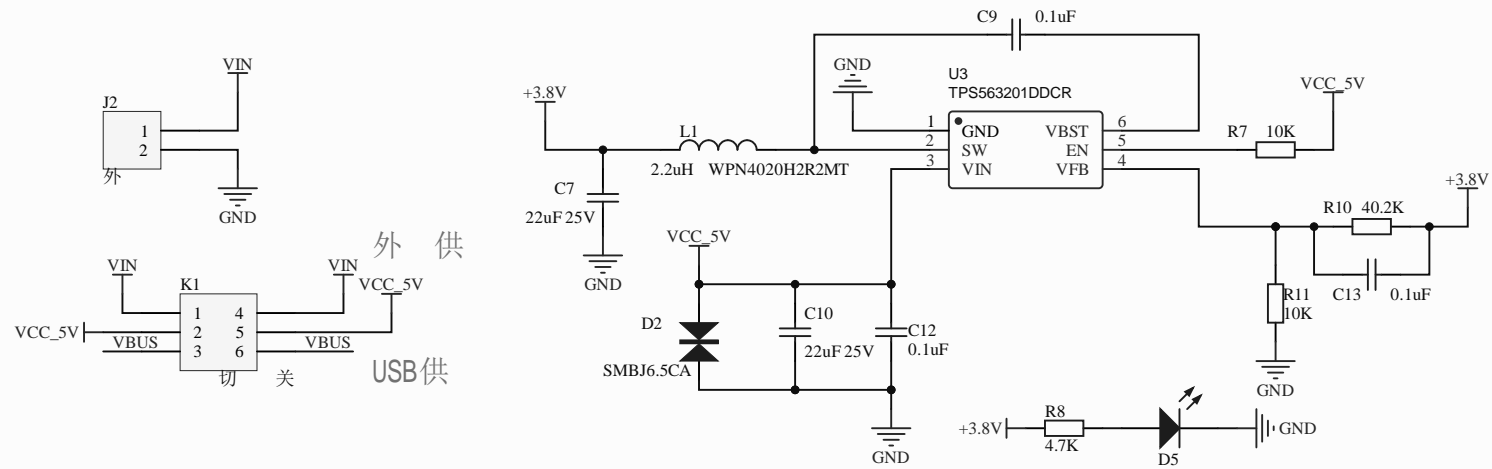 J2
VIN
1
2
外
GND
外 供
VIN
K1
VIN
VCC_5V
1 4
VCC_5V 2 5
VBUS 3 6 VBUS
切 关
USB供
+3.8V
C7
22uF 25V
GND
L1
2.2uH WPN4020H2R2MT
C9 0.1uF
GND
U3
TPS563201DDCR
1 GND VBST 6
2 SW EN 5
3 VIN VFB 4
R7 10K
VCC_5V
VCC_5V
D2
SMBJ6.5CA
C10
22uF 25V
C12
0.1uF
GND
+3.8V
R10 40.2K
C13 0.1uF
R11
10K
GND
+3.8V
R8
4.7K
D5
GND